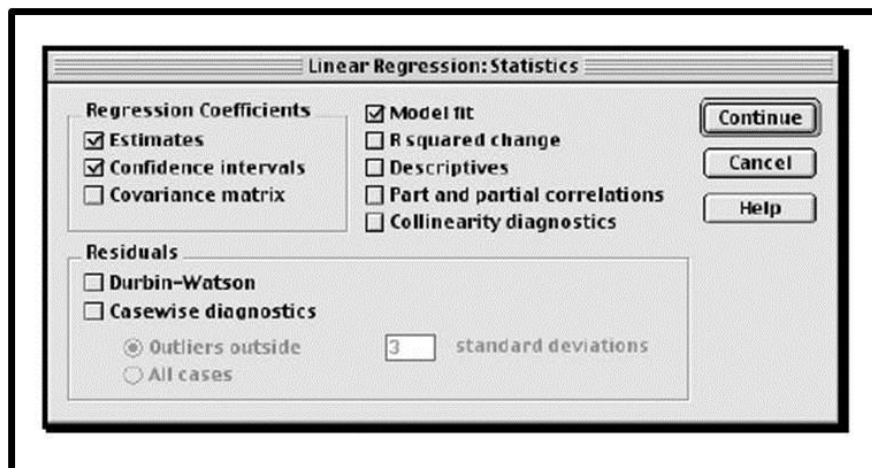 Linear Regression: Statistics
Regression Coefficients
Estimates
Confidence intervals
Covariance matrix
Model fit
R squared change
Descriptives
Part and partial correlations
Collinearity diagnostics
Continue
Cancel
Help
Residuals
Durbin-Watson
Casewise diagnostics
Outliers outside 3 standard deviations
All cases